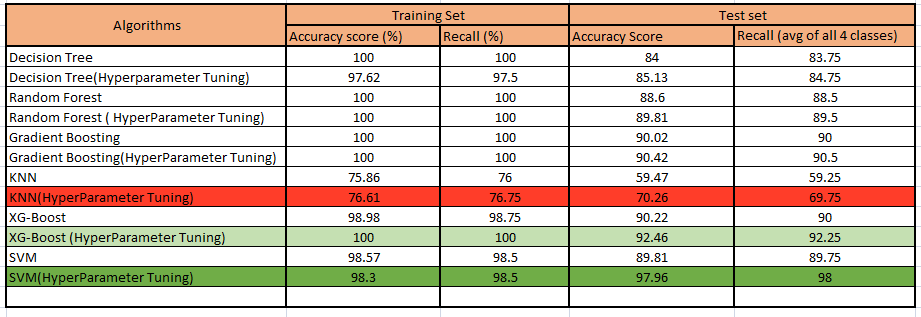 Algorithms Training Set Test set
Accuracy score (%) Recall (%) Accuracy Score Recall (avg of all 4 classes)
Decision Tree 100 100 84 83.75
Decision Tree(Hyperparameter Tuning) 97.62 97.5 85.13 84.75
Random Forest 100 100 88.6 88.5
Random Forest ( HyperParameter Tuning) 100 100 89.81 89.5
Gradient Boosting 100 100 90.02 90
Gradient Boosting(HyperParameter Tuning) 100 100 90.42 90.5
KNN 75.86 76 59.47 59.25
KNN(HyperParameter Tuning) 76.61 76.75 70.26 69.75
XG-Boost 98.98 98.75 90.22 90
XG-Boost (HyperParameter Tuning) 100 100 92.46 92.25
SVM 98.57 98.5 89.81 89.75
SVM(HyperParameter Tuning) 98.3 98.5 97.96 98